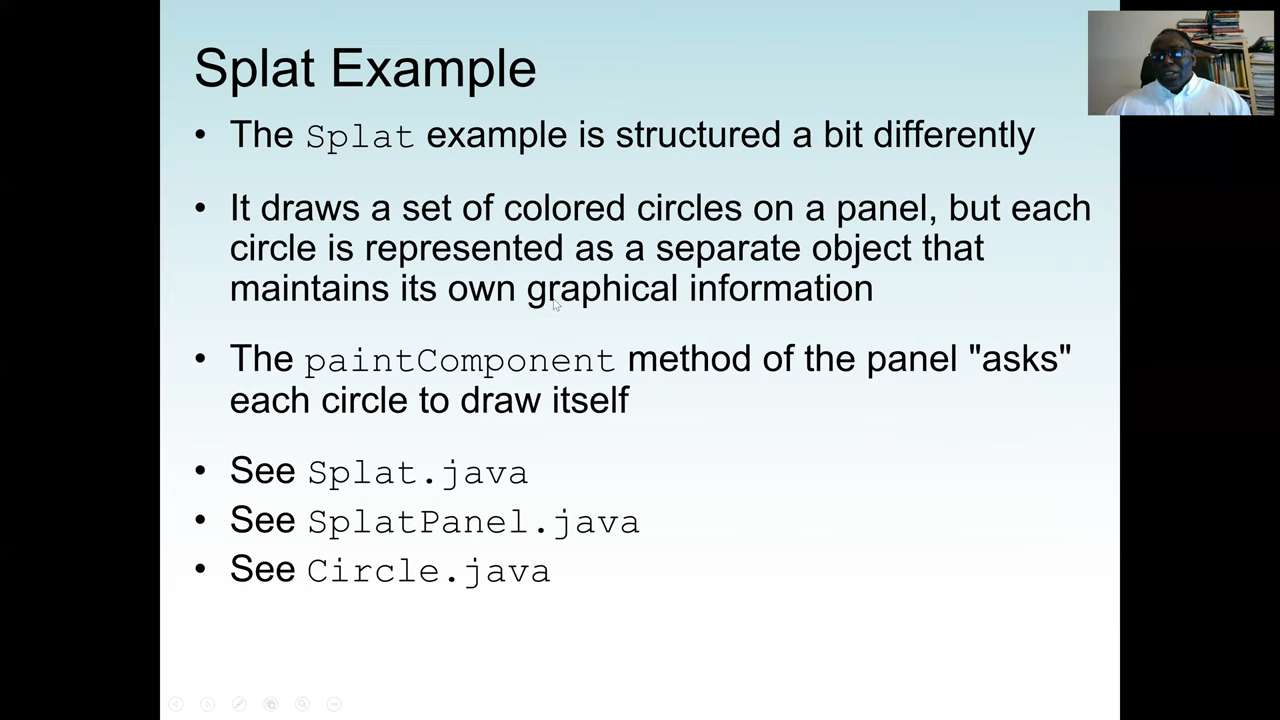 Splat Example
• The Splat example is structured a bit differently
• It draws a set of colored circles on a panel, but each
circle is represented as a separate object that
maintains its own graphical information
• The paintComponent method of the panel "asks"
each circle to draw itself
• See Splat.java
• See SplatPanel.java
• See Circle.java